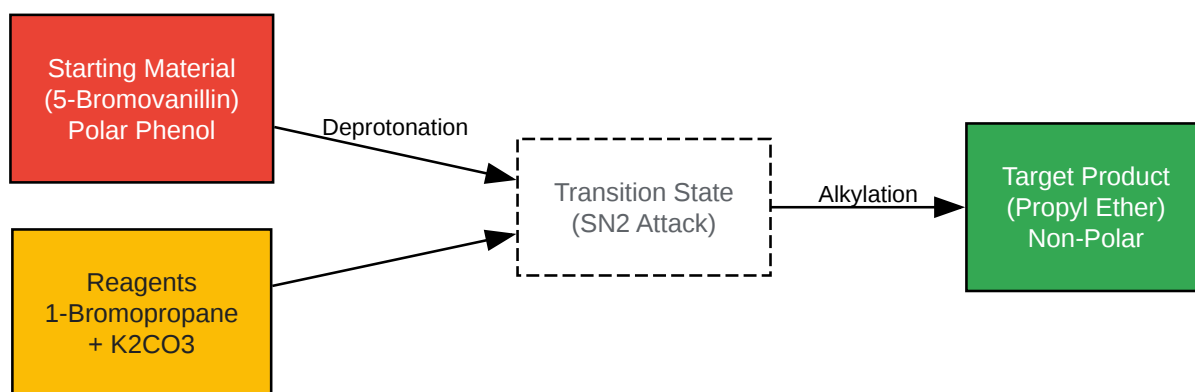 Starting Material
(5-Bromovanillin)
Polar Phenol
Deprotonation
Reagents
1-Bromopropane
+ K2CO3
Transition State
(SN2 Attack)
Alkylation
Target Product
(Propyl Ether)
Non-Polar